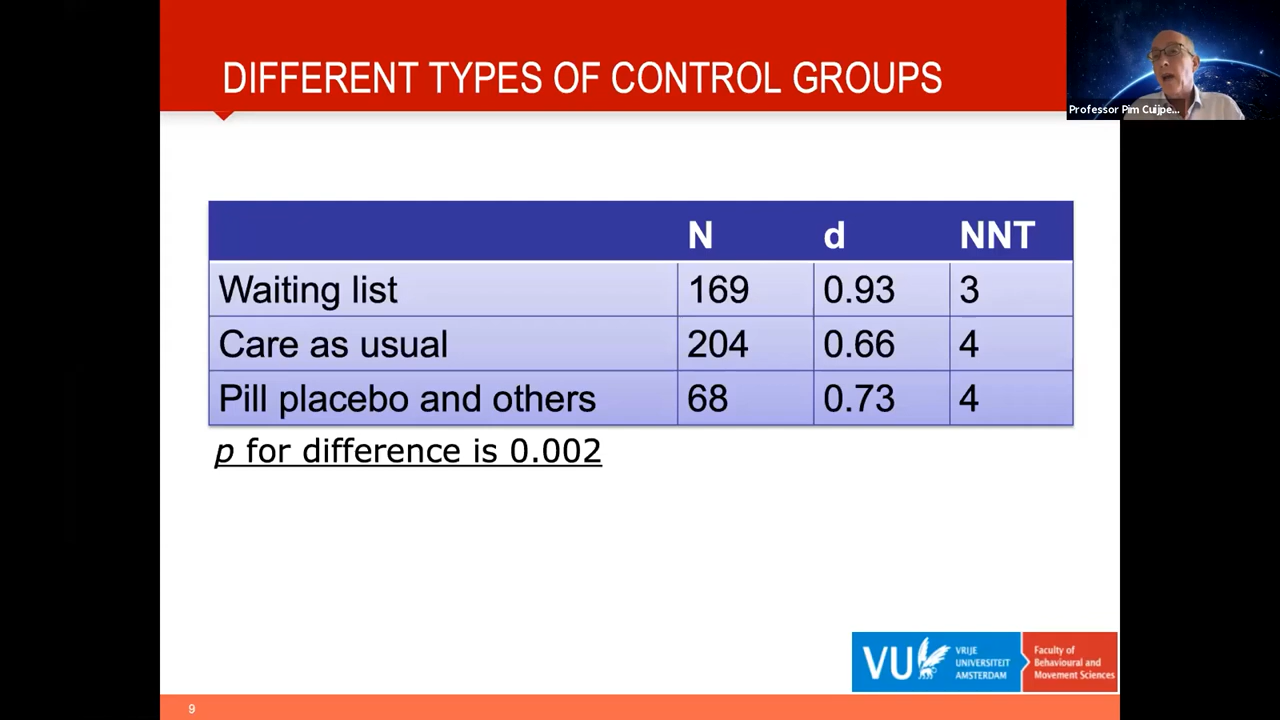 DIFFERENT TYPES OF CONTROL GROUPS
Professor Pim Cuijpe...
N d NNT
Waiting list 169 0.93 3
Care as usual 204 0.66 4
Pill placebo and others 68 0.73 4
p for difference is 0.002
VU
VRIJE
UNIVERSITEIT
AMSTERDAM
Faculty of
Behavioural and
Movement Sciences
9